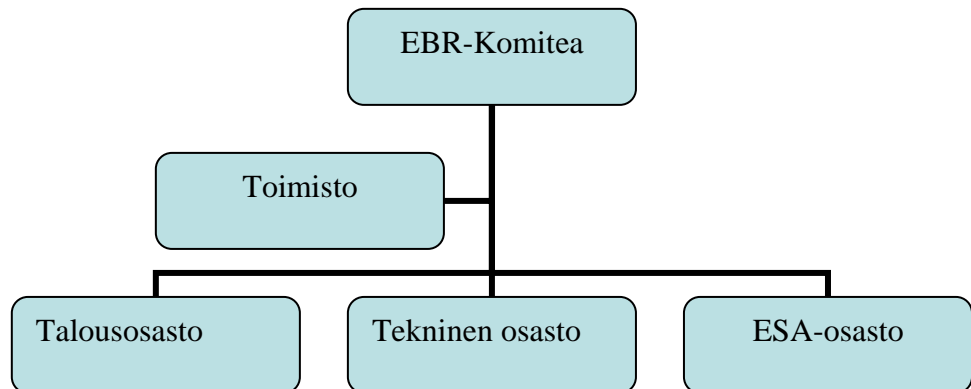 EBR-Komitea
Toimisto
Talousosasto
Tekninen osasto
ESA-osasto